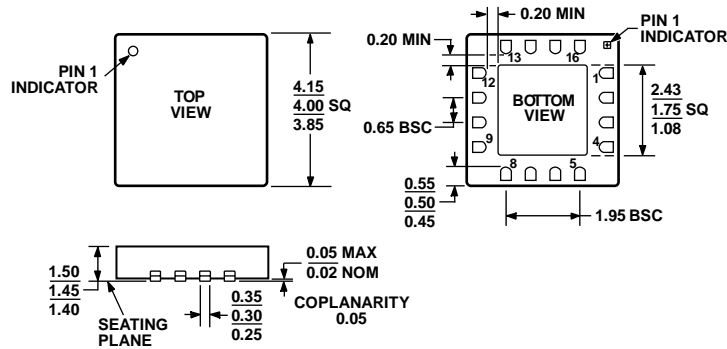 PIN 1
INDICATOR
TOP
VIEW
4.15
4.00 SQ
3.85
0.20 MIN
0.20 MIN
PIN 1
INDICATOR
13
16
12
1
BOTTOM
VIEW
2.43
1.75 SQ
1.08
0.65 BSC
9
4
8
5
0.55
0.50
0.45
1.95 BSC
1.50
1.45
1.40
SEATING
PLANE
0.35
0.30
0.25
0.05 MAX
0.02 NOM
COPLANARITY
0.05